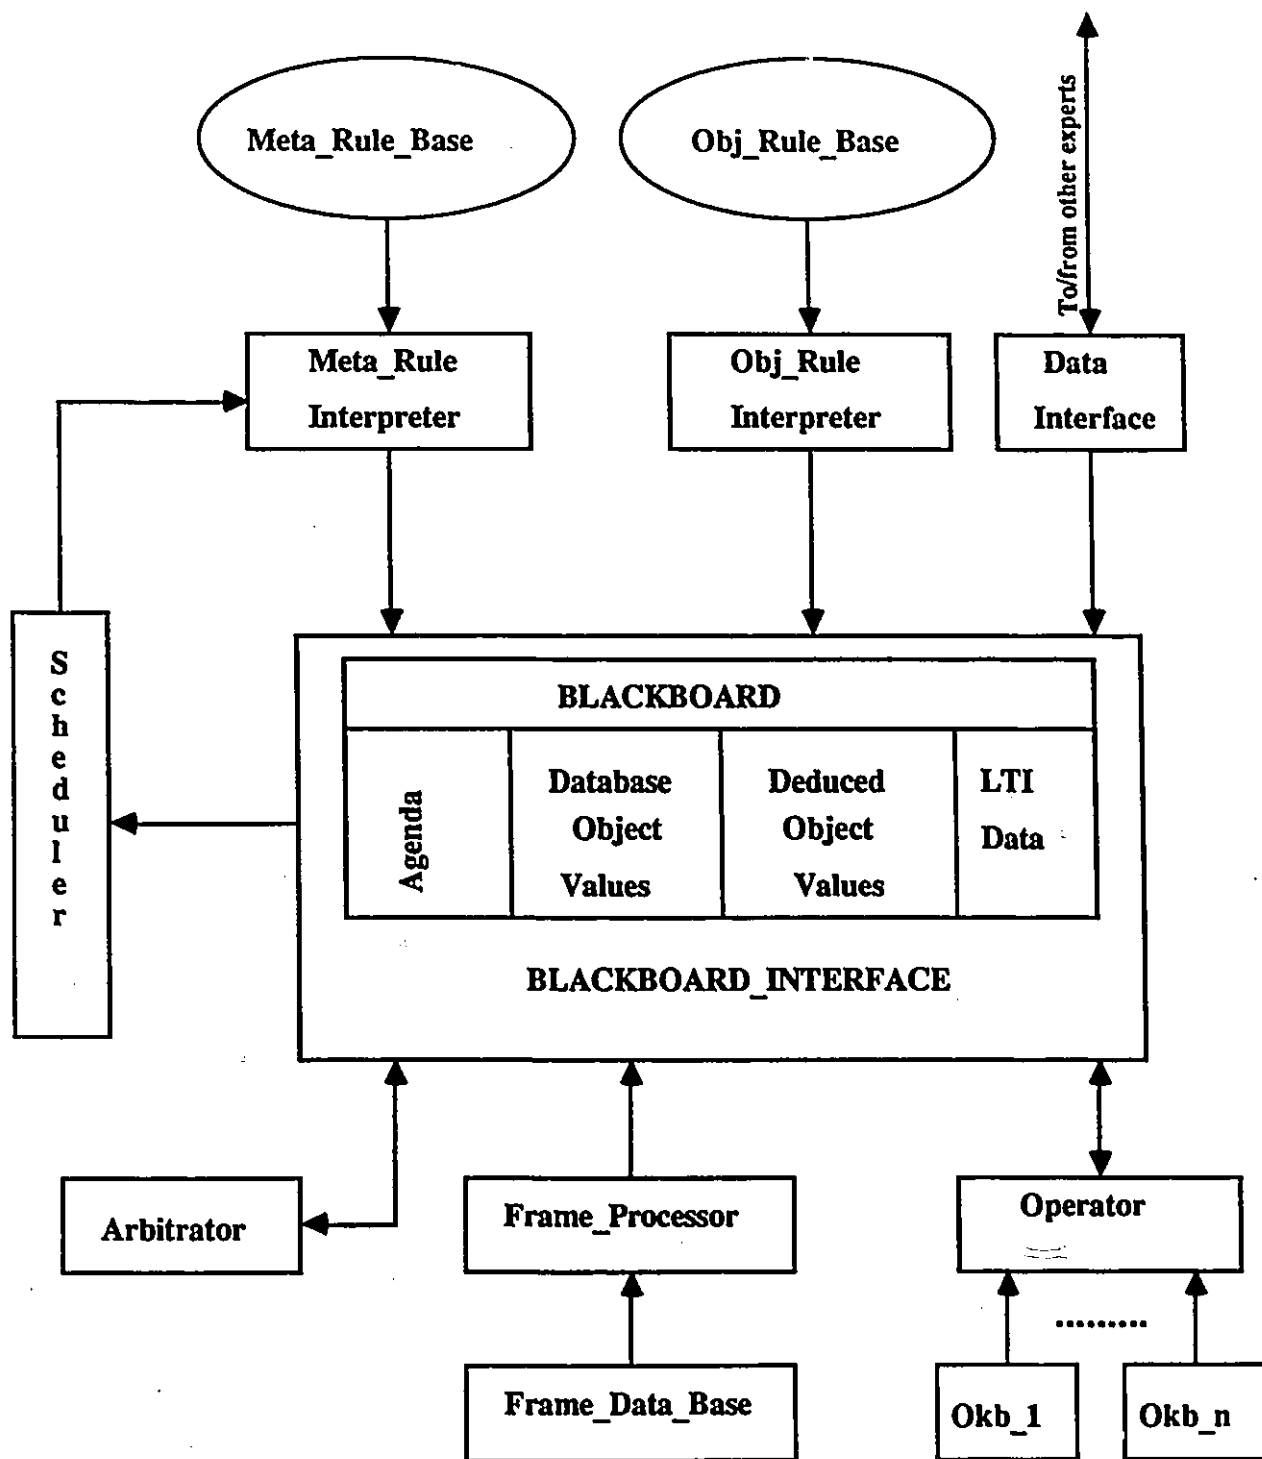 Meta_Rule_Base
Obj_Rule_Base
To/from other experts
Meta_Rule
Interpreter
Obj_Rule
Interpreter
Data
Interface
Scheduler
BLACKBOARD
Agenda
Database
Object
Values
Deduced
Object
Values
LTI
Data
BLACKBOARD_INTERFACE
Arbitrator
Frame_Processor
Operator
.........
Frame_Data_Base
Okb_1
Okb_n